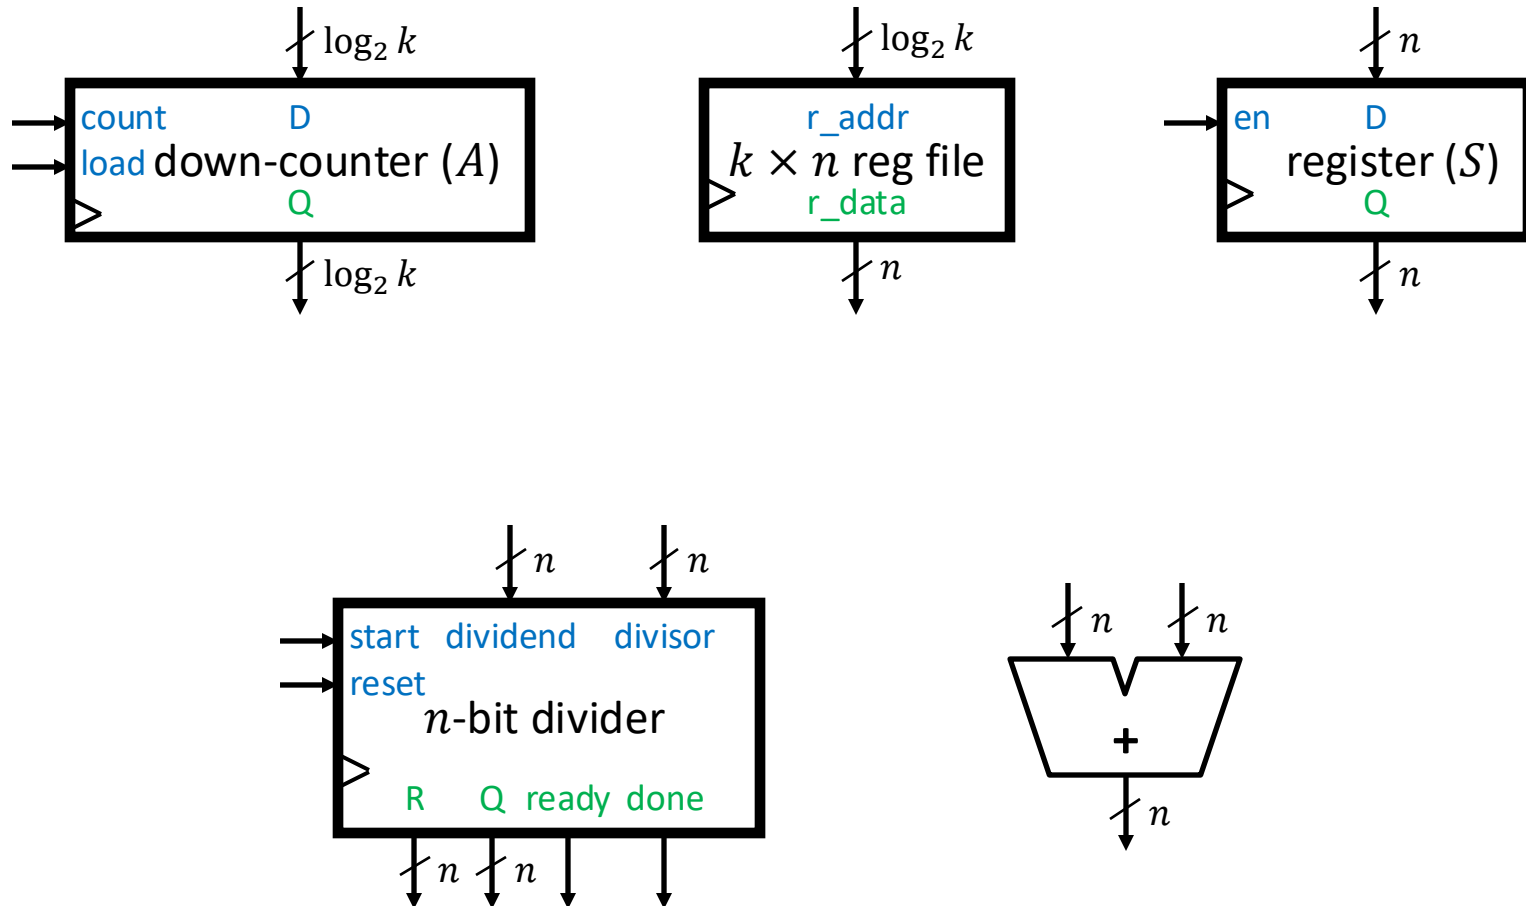 log₂ k
count D
load down-counter (A)
Q
log₂ k
log₂ k
r_addr
k × n reg file
r_data
n
n
en D
register (S)
Q
n
n n
start dividend divisor
reset
n-bit divider
R Q ready done
n n
n n
+
n